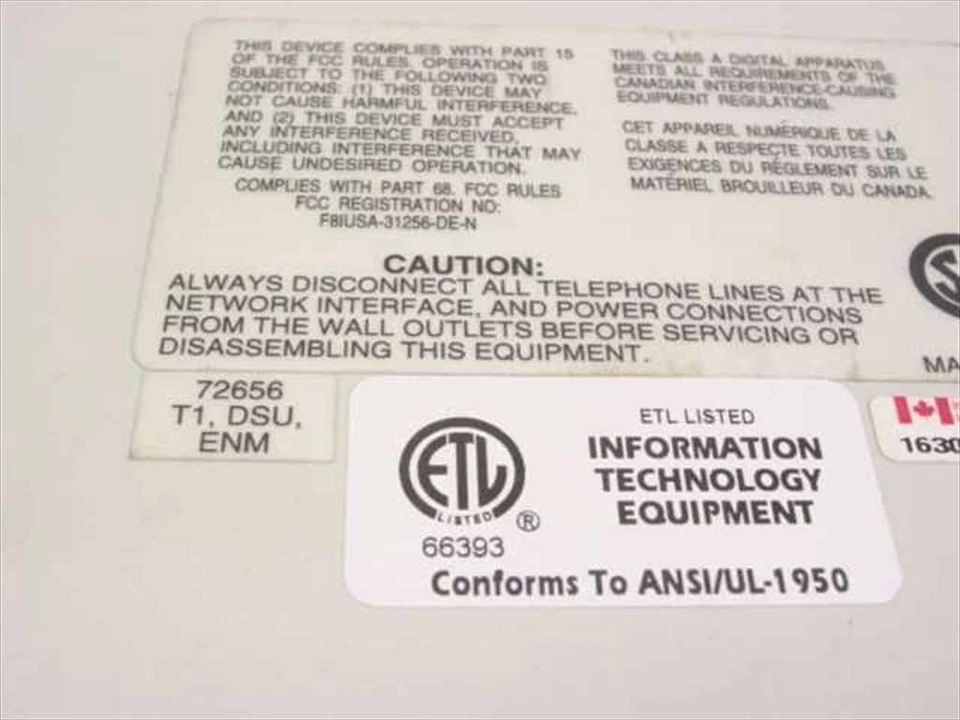 THIS DEVICE COMPLIES WITH PART 15
OF THE FCC RULES. OPERATION IS
SUBJECT TO THE FOLLOWING TWO
CONDITIONS: (1) THIS DEVICE MAY
NOT CAUSE HARMFUL INTERFERENCE,
AND (2) THIS DEVICE MUST ACCEPT
ANY INTERFERENCE RECEIVED,
INCLUDING INTERFERENCE THAT MAY
CAUSE UNDESIRED OPERATION.
COMPLIES WITH PART 68, FCC RULES
FCC REGISTRATION NO:
F8IUSA-31256-DE-N
THIS CLASS A DIGITAL APPARATUS
MEETS ALL REQUIREMENTS OF THE
CANADIAN INTERFERENCE-CAUSING
EQUIPMENT REGULATIONS.
CET APPAREIL NUMÉRIQUE DE LA
CLASSE A RESPECTE TOUTES LES
EXIGENCES DU RÉGLEMENT SUR LE
MATÉRIEL BROUILLEUR DU CANADA.
CAUTION:
ALWAYS DISCONNECT ALL TELEPHONE LINES AT THE
NETWORK INTERFACE, AND POWER CONNECTIONS
FROM THE WALL OUTLETS BEFORE SERVICING OR
DISASSEMBLING THIS EQUIPMENT.
MA
72656
T1, DSU,
ENM
ETL
LISTED
®
66393
ETL LISTED
INFORMATION
TECHNOLOGY
EQUIPMENT
Conforms To ANSI/UL-1950
1630